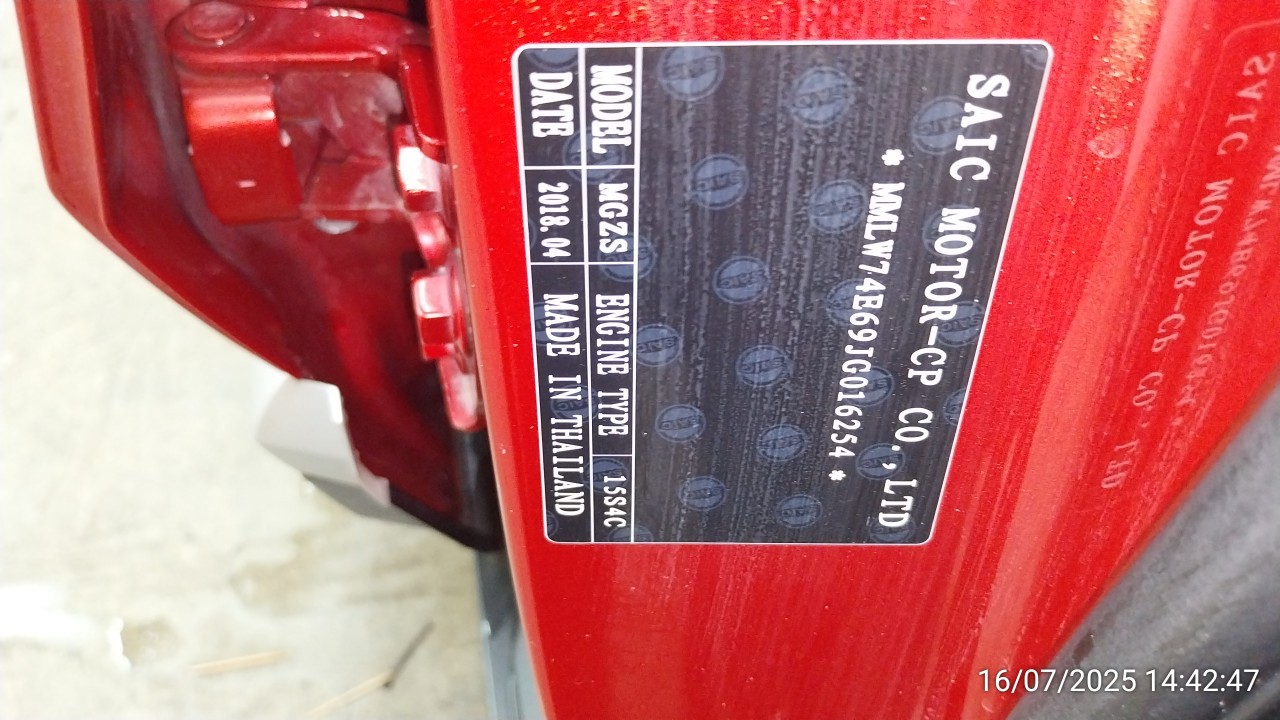 SAIC MOTOR-CP CO.,LTD
* MMLW74E69JG016254 *
MODEL MGZS ENGINE TYPE 15S4C
DATE 2018.04 MADE IN THAILAND
16/07/2025 14:42:47